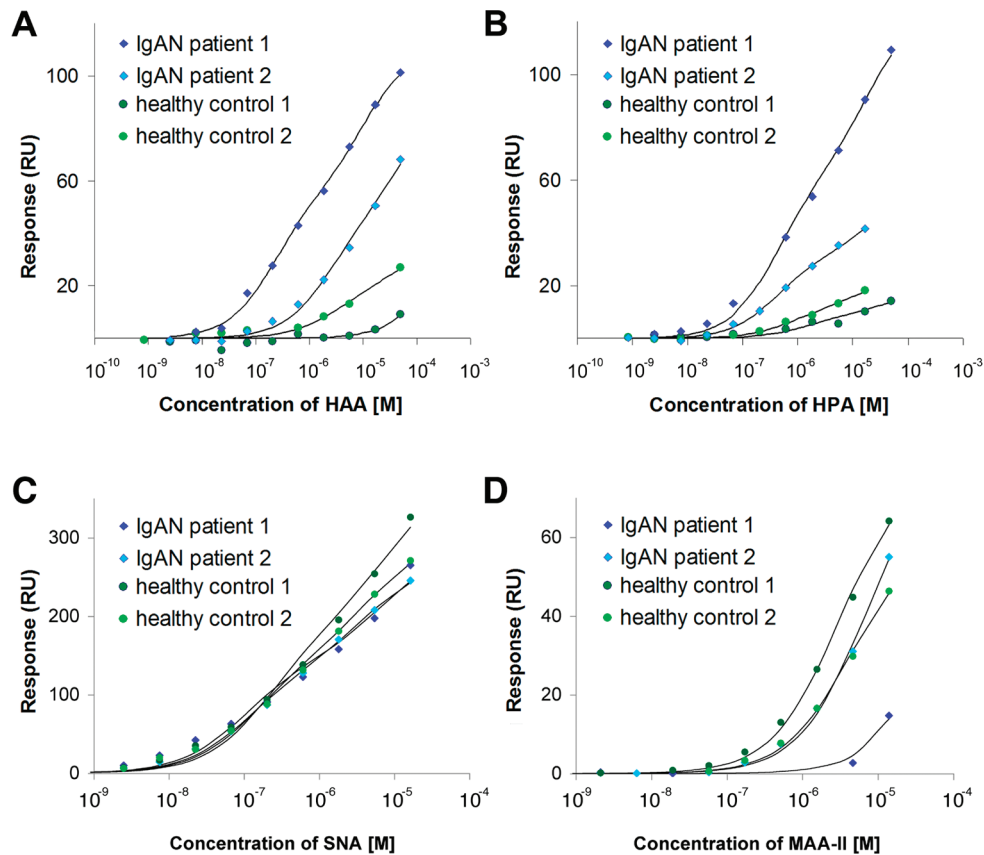 A
IgAN patient 1
IgAN patient 2
healthy control 1
healthy control 2
Response (RU)
100
60
20
10⁻¹⁰ 10⁻⁹ 10⁻⁸ 10⁻⁷ 10⁻⁶ 10⁻⁵ 10⁻⁴ 10⁻³
Concentration of HAA [M]
B
IgAN patient 1
IgAN patient 2
healthy control 1
healthy control 2
Response (RU)
100
60
20
10⁻¹⁰ 10⁻⁹ 10⁻⁸ 10⁻⁷ 10⁻⁶ 10⁻⁵ 10⁻⁴ 10⁻³
Concentration of HPA [M]
C
IgAN patient 1
IgAN patient 2
healthy control 1
healthy control 2
Response (RU)
300
200
100
0
10⁻⁹ 10⁻⁸ 10⁻⁷ 10⁻⁶ 10⁻⁵ 10⁻⁴
Concentration of SNA [M]
D
IgAN patient 1
IgAN patient 2
healthy control 1
healthy control 2
Response (RU)
60
40
20
0
10⁻⁹ 10⁻⁸ 10⁻⁷ 10⁻⁶ 10⁻⁵ 10⁻⁴
Concentration of MAA-II [M]